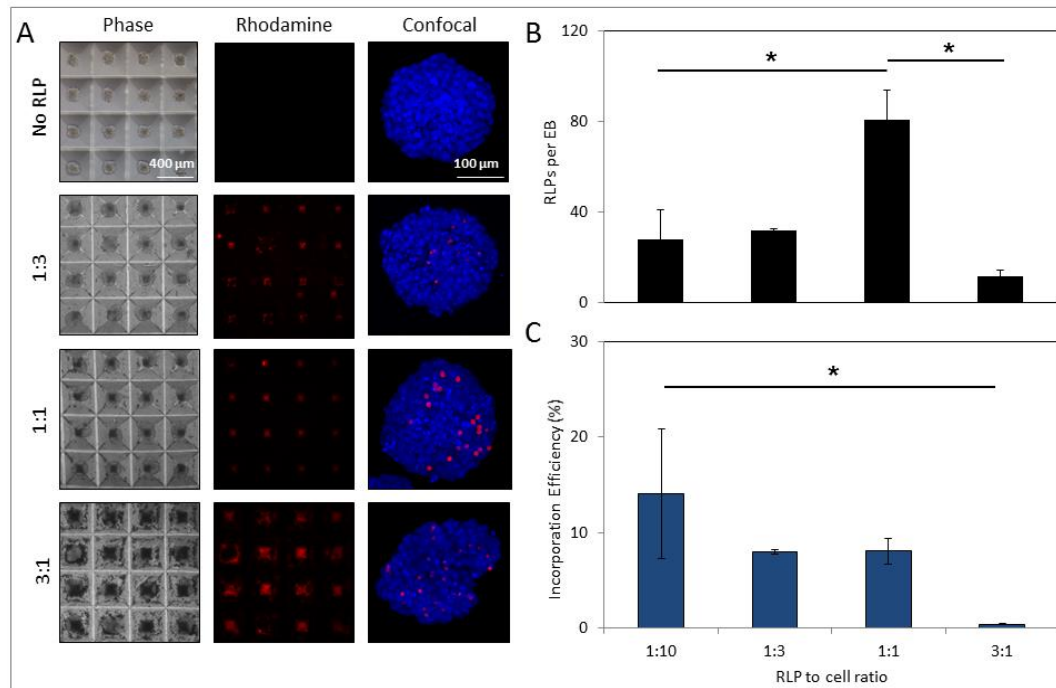 A
Phase
Rhodamine
Confocal
No RLP
400 µm
100 µm
1:3
1:1
3:1
B
120
80
40
0
RLPs per EB
*
*
C
30
20
10
0
Incorporation Efficiency (%)
*
1:10
1:3
1:1
3:1
RLP to cell ratio